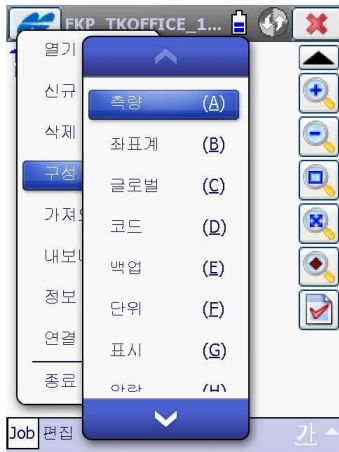 FKP_TKOFFICE_1...
열기
신규
삭제
구성
가져
내보
정보
연결
종료
측량 (A)
좌표계 (B)
글로벌 (C)
코드 (D)
백업 (E)
단위 (F)
표시 (G)
알람 (H)
Job 편집
가